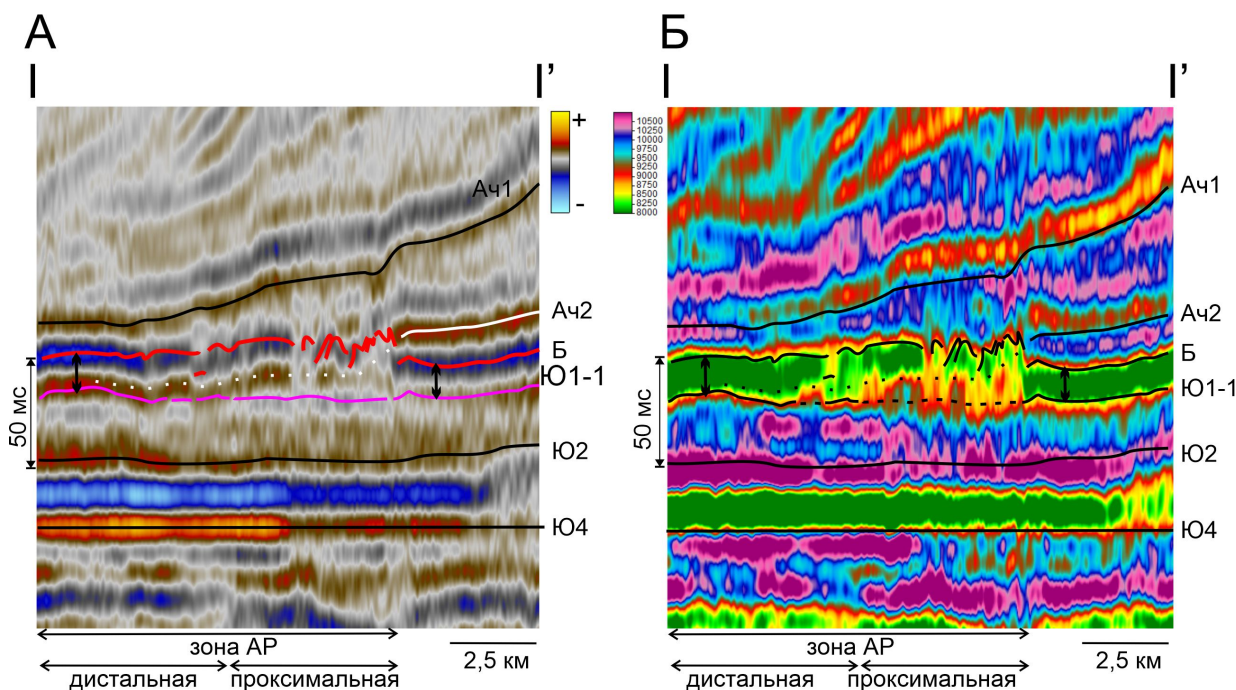 А
Б
I
I’
I
I’
+
-
10500
10250
10000
9750
9500
9250
9000
8750
8500
8250
8000
Ач1
Ач2
Б
Ю1-1
Ю2
Ю4
50 мс
Ач1
Ач2
Б
Ю1-1
Ю2
Ю4
50 мс
зона АР
2,5 км
дистальная
проксимальная
зона АР
2,5 км
дистальная
проксимальная